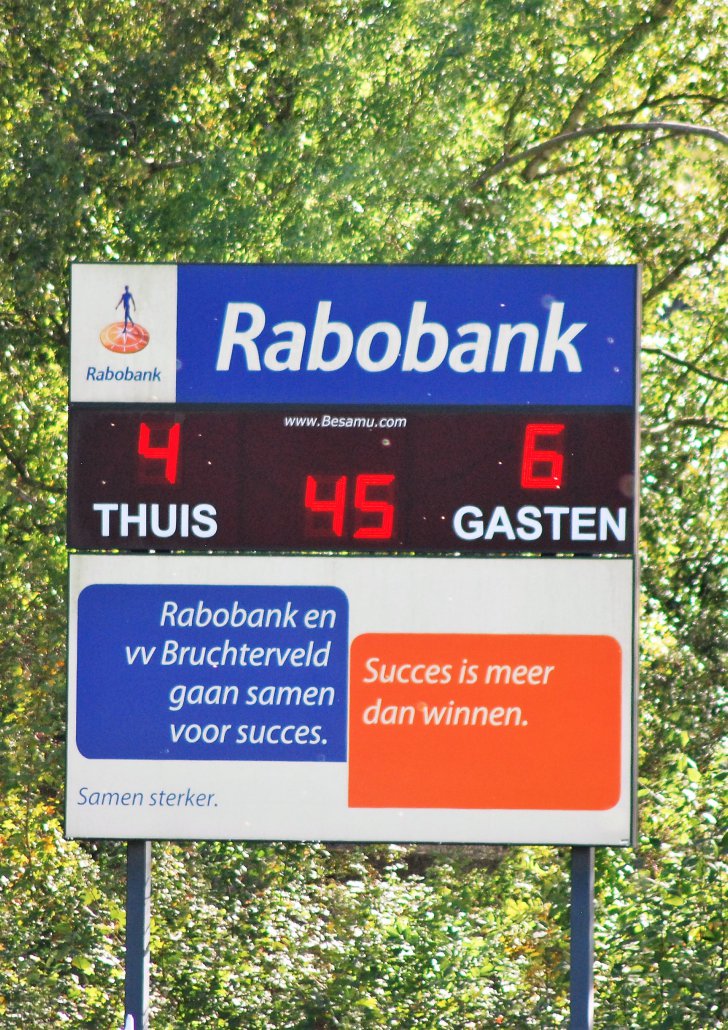 Rabobank
Rabobank
www.Besamu.com
4
6
45
THUIS
GASTEN
Rabobank en
vv Bruchterveld
gaan samen
voor succes.
Succes is meer
dan winnen.
Samen sterker.